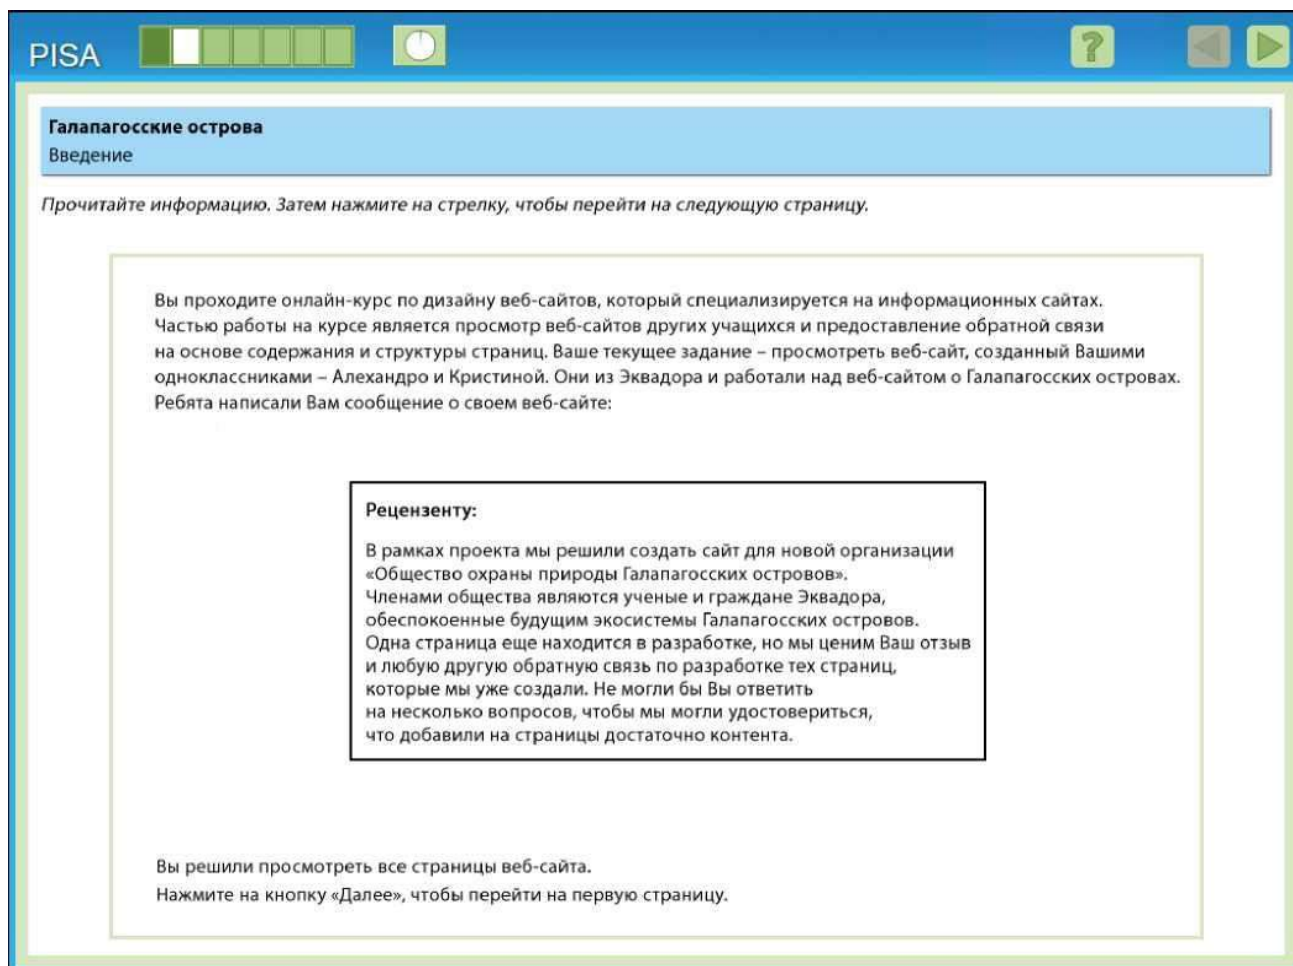 PISA
?
Галапагосские острова
Введение
Прочитайте информацию. Затем нажмите на стрелку, чтобы перейти на следующую страницу.
Вы проходите онлайн-курс по дизайну веб-сайтов, который специализируется на информационных сайтах.
Частью работы на курсе является просмотр веб-сайтов других учащихся и предоставление обратной связи
на основе содержания и структуры страниц. Ваше текущее задание – просмотреть веб-сайт, созданный Вашими
одноклассниками – Алехандро и Кристиной. Они из Эквадора и работали над веб-сайтом о Галапагосских островах.
Ребята написали Вам сообщение о своем веб-сайте:
Рецензенту:
В рамках проекта мы решили создать сайт для новой организации
«Общество охраны природы Галапагосских островов».
Членами общества являются ученые и граждане Эквадора,
обеспокоенные будущим экосистемы Галапагосских островов.
Одна страница еще находится в разработке, но мы ценим Ваш отзыв
и любую другую обратную связь по разработке тех страниц,
которые мы уже создали. Не могли бы Вы ответить
на несколько вопросов, чтобы мы могли удостовериться,
что добавили на страницы достаточно контента.
Вы решили просмотреть все страницы веб-сайта.
Нажмите на кнопку «Далее», чтобы перейти на первую страницу.